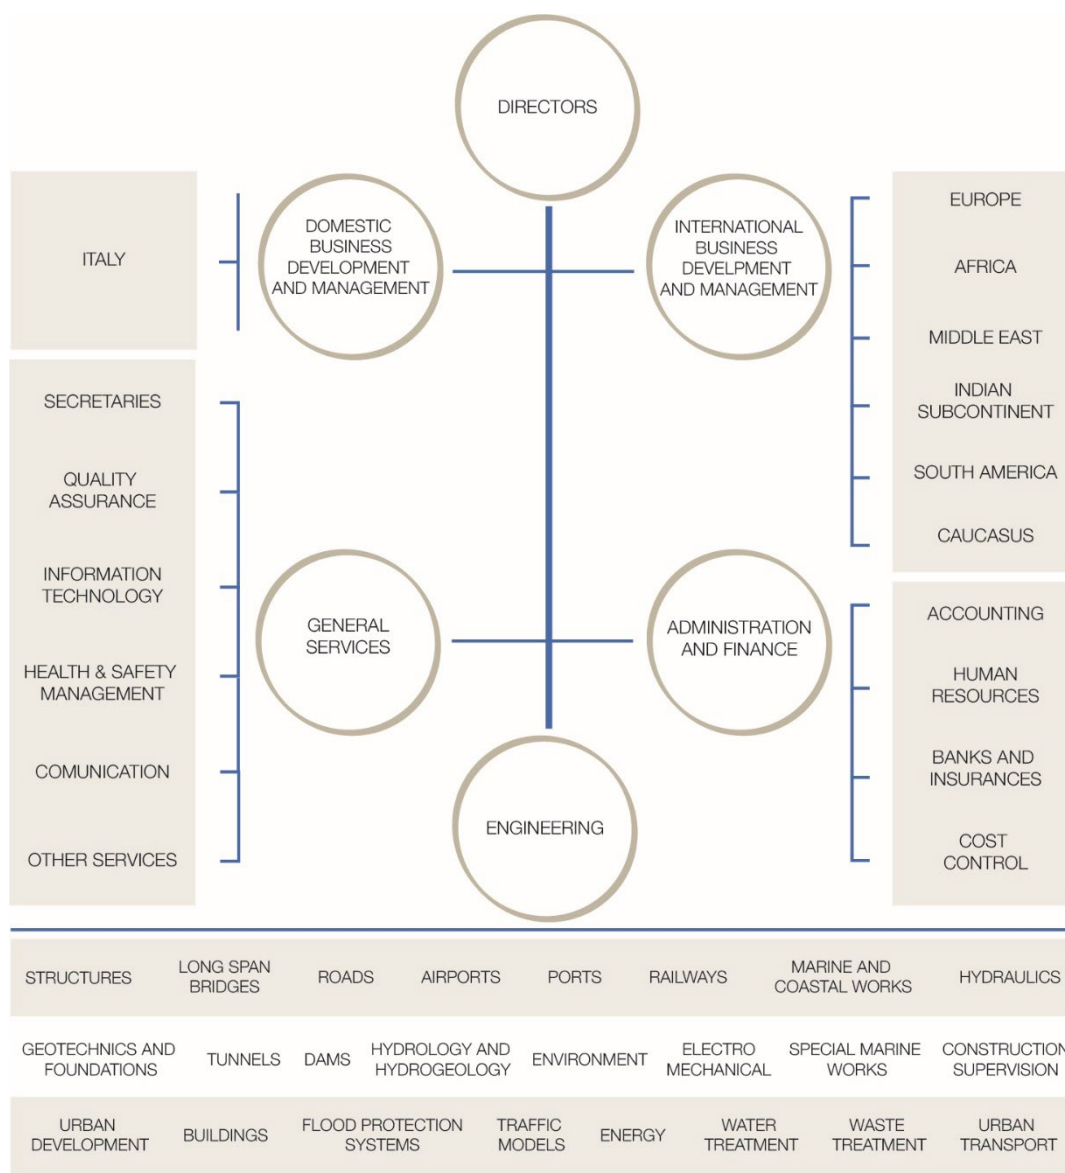 DIRECTORS
ITALY
DOMESTIC
BUSINESS
DEVELOPMENT
AND MANAGEMENT
INTERNATIONAL
BUSINESS
DEVELPMENT
AND MANAGEMENT
EUROPE
AFRICA
MIDDLE EAST
INDIAN
SUBCONTINENT
SOUTH AMERICA
CAUCASUS
SECRETARIES
QUALITY
ASSURANCE
INFORMATION
TECHNOLOGY
HEALTH & SAFETY
MANAGEMENT
COMUNICATION
OTHER SERVICES
GENERAL
SERVICES
ADMINISTRATION
AND FINANCE
ACCOUNTING
HUMAN
RESOURCES
BANKS AND
INSURANCES
COST
CONTROL
ENGINEERING
STRUCTURES
LONG SPAN
BRIDGES
ROADS
AIRPORTS
PORTS
RAILWAYS
MARINE AND
COASTAL WORKS
HYDRAULICS
GEOTECHNICS AND
FOUNDATIONS
TUNNELS
DAMS
HYDROLOGY AND
HYDROGEOLOGY
ENVIRONMENT
ELECTRO
MECHANICAL
SPECIAL MARINE
WORKS
CONSTRUCTION
SUPERVISION
URBAN
DEVELOPMENT
BUILDINGS
FLOOD PROTECTION
SYSTEMS
TRAFFIC
MODELS
ENERGY
WATER
TREATMENT
WASTE
TREATMENT
URBAN
TRANSPORT